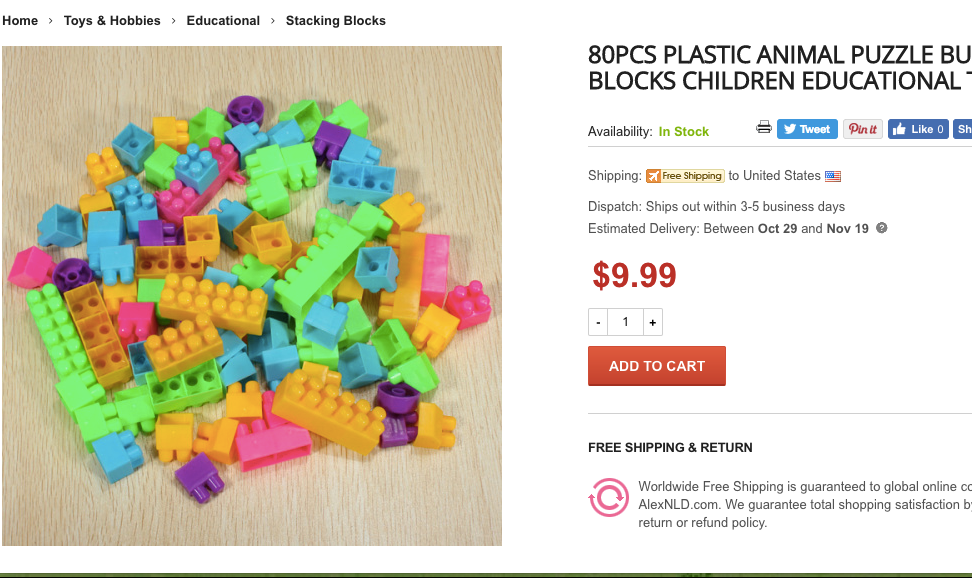 Home › Toys & Hobbies › Educational › Stacking Blocks
80PCS PLASTIC ANIMAL PUZZLE BU
BLOCKS CHILDREN EDUCATIONAL T
Availability: In Stock
Tweet
Pin it
Like 0
Sh
Shipping: Free Shipping to United States
Dispatch: Ships out within 3-5 business days
Estimated Delivery: Between Oct 29 and Nov 19 ?
$9.99
- 1 +
ADD TO CART
FREE SHIPPING & RETURN
Worldwide Free Shipping is guaranteed to global online co
AlexNLD.com. We guarantee total shopping satisfaction by
return or refund policy.